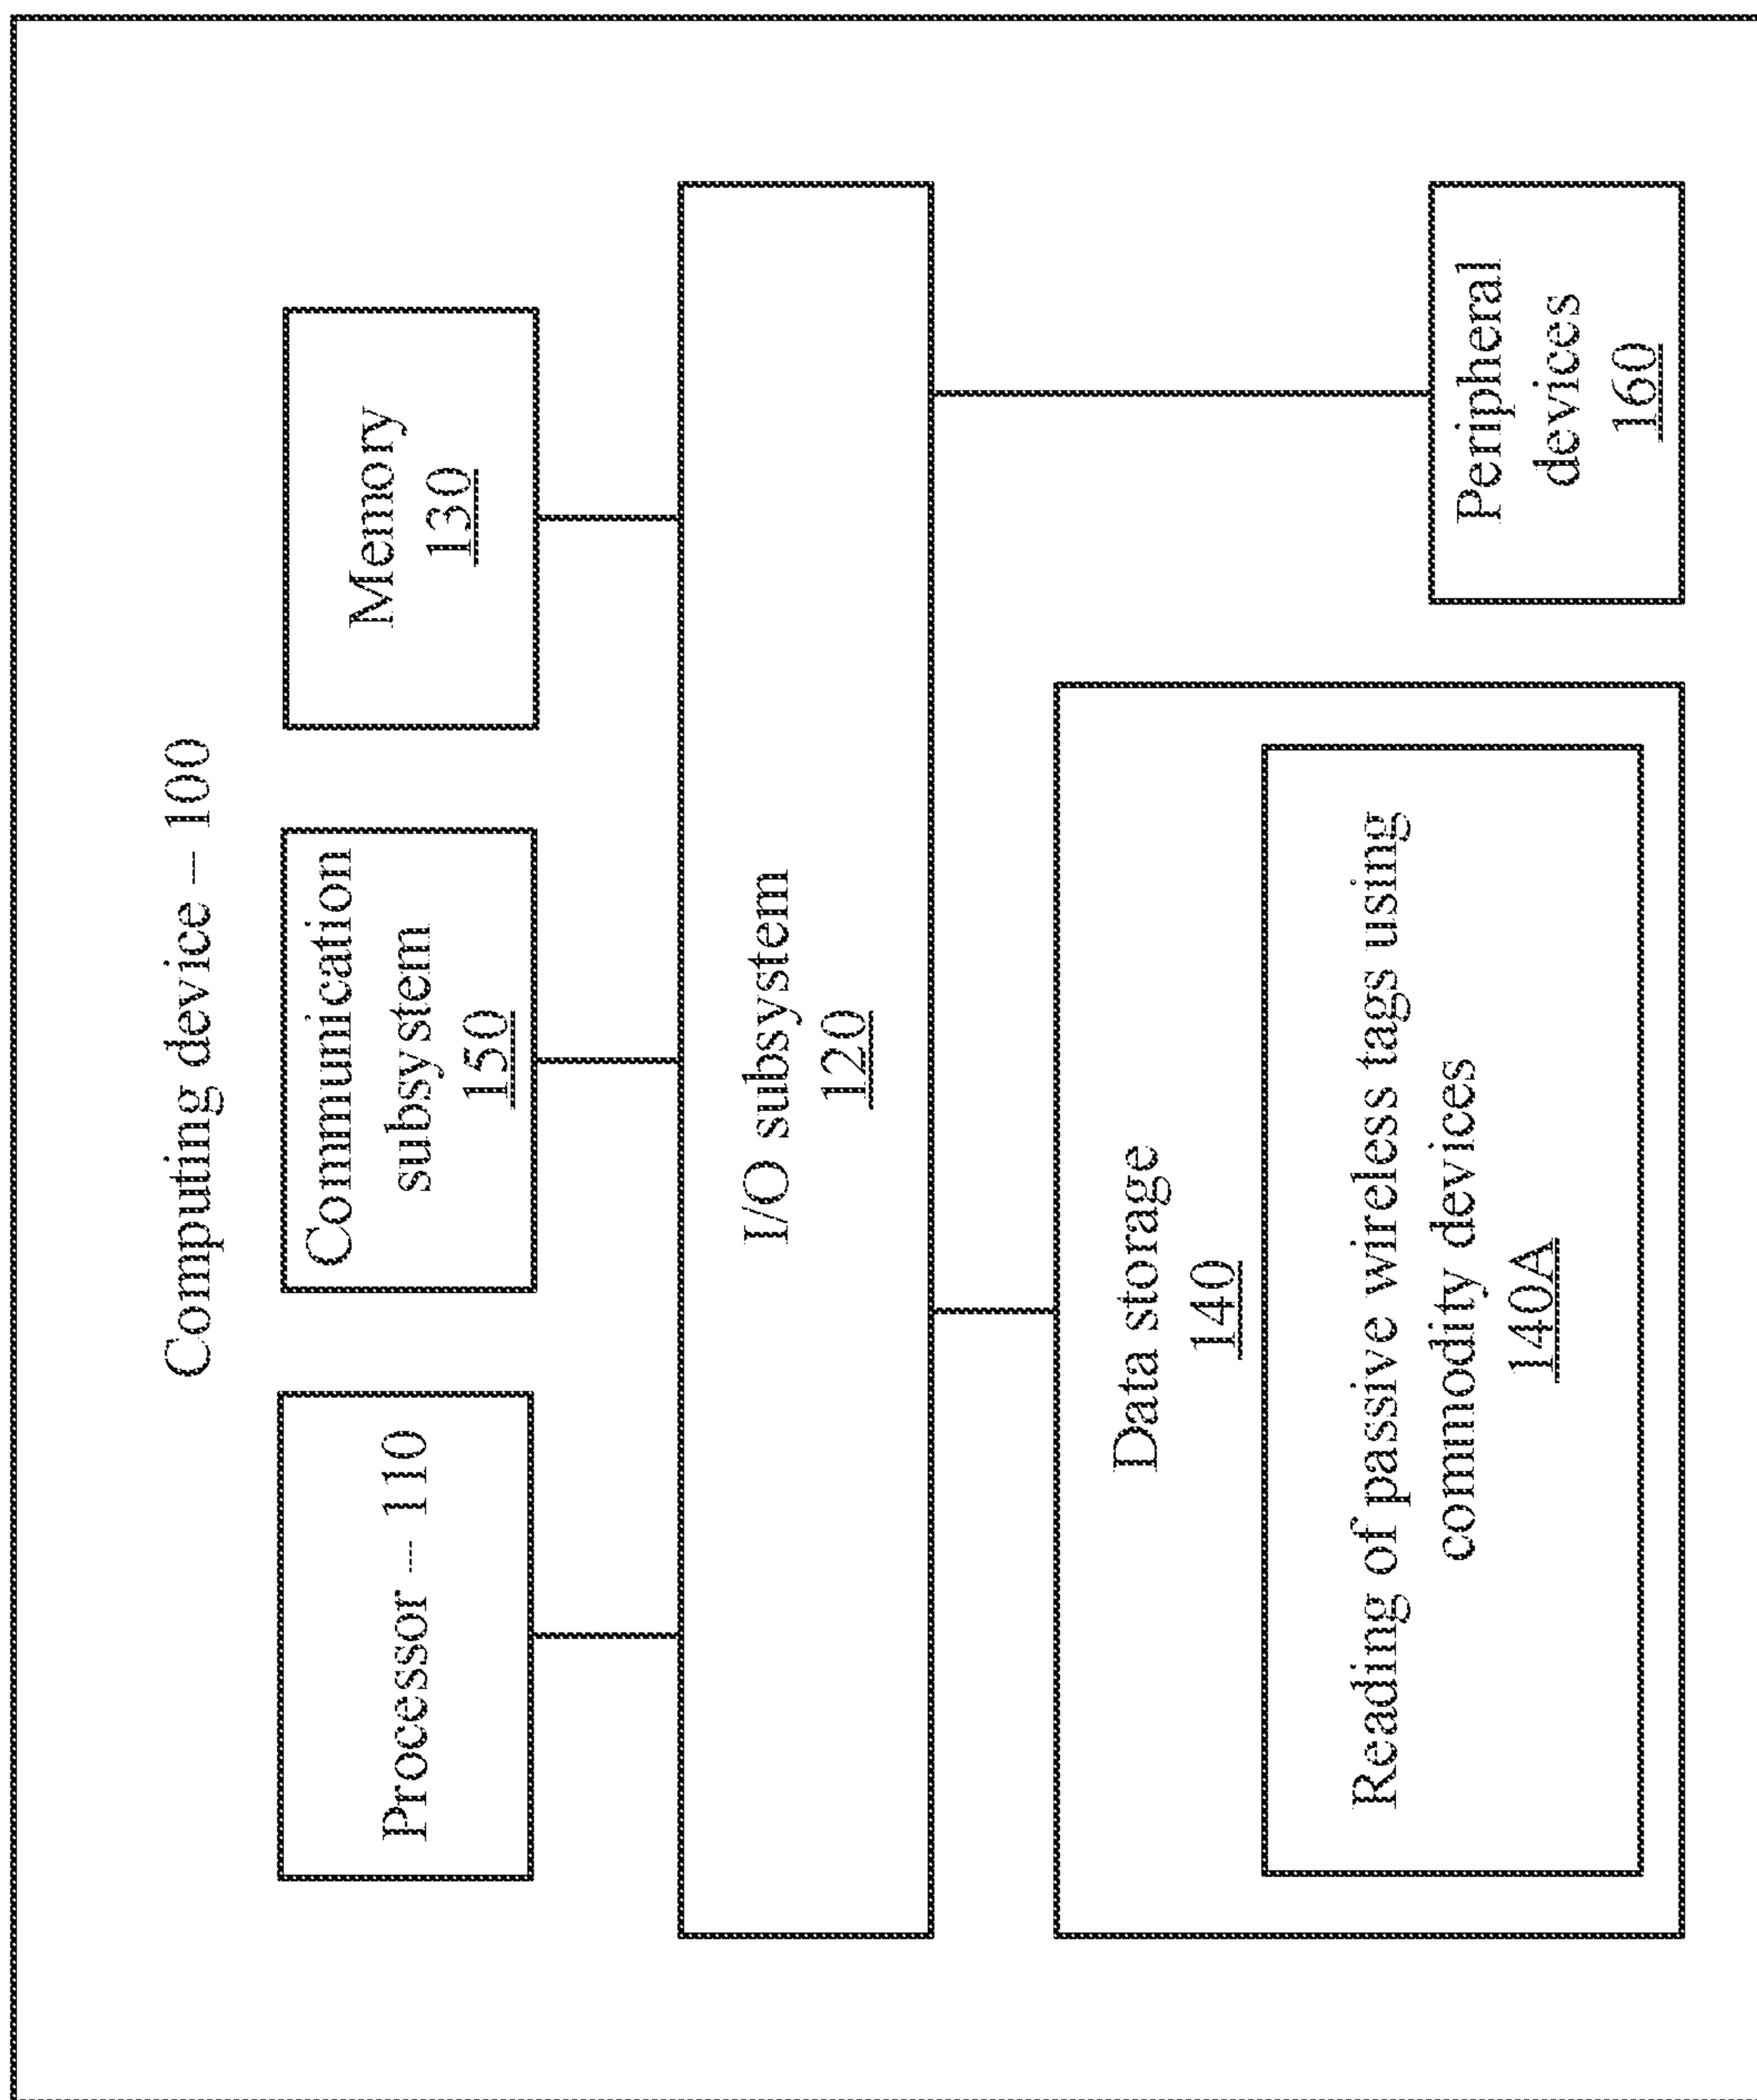 Computing device – 100
Processor – 110
Communication
subsystem
150
Memory
130
I/O subsystem
120
Data storage
140
Reading of passive wireless tags using
commodity devices
140A
Peripheral
devices
160